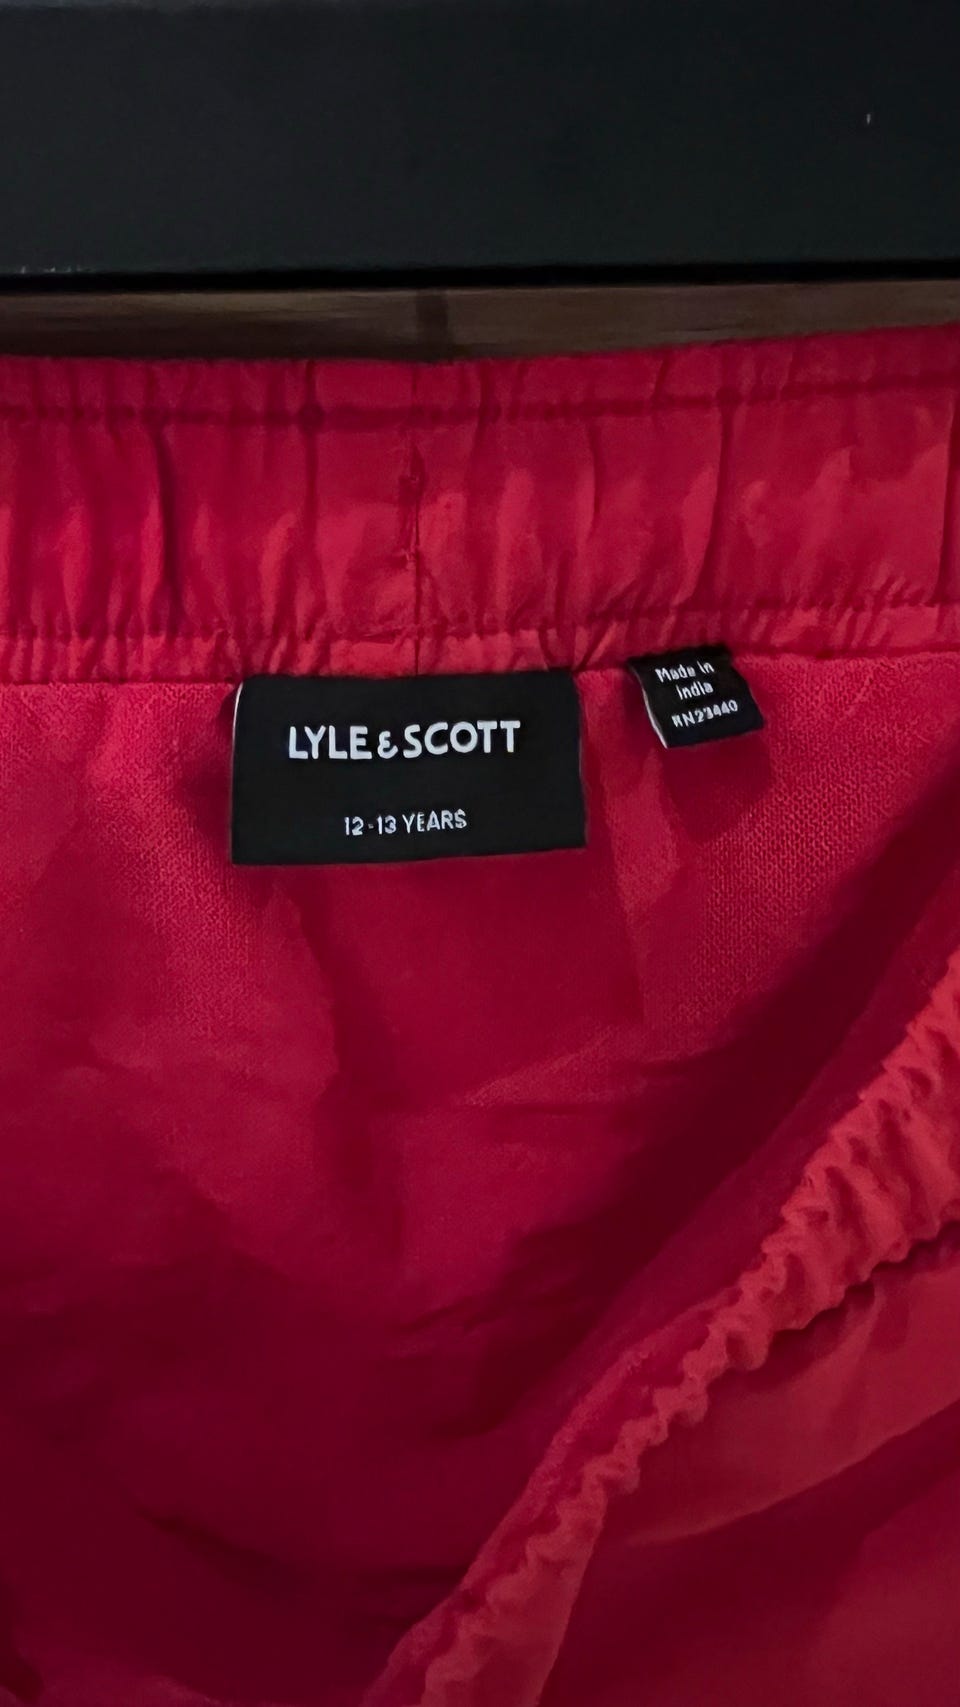 LYLE & SCOTT
12-13 YEARS
Made in
India
RN23440